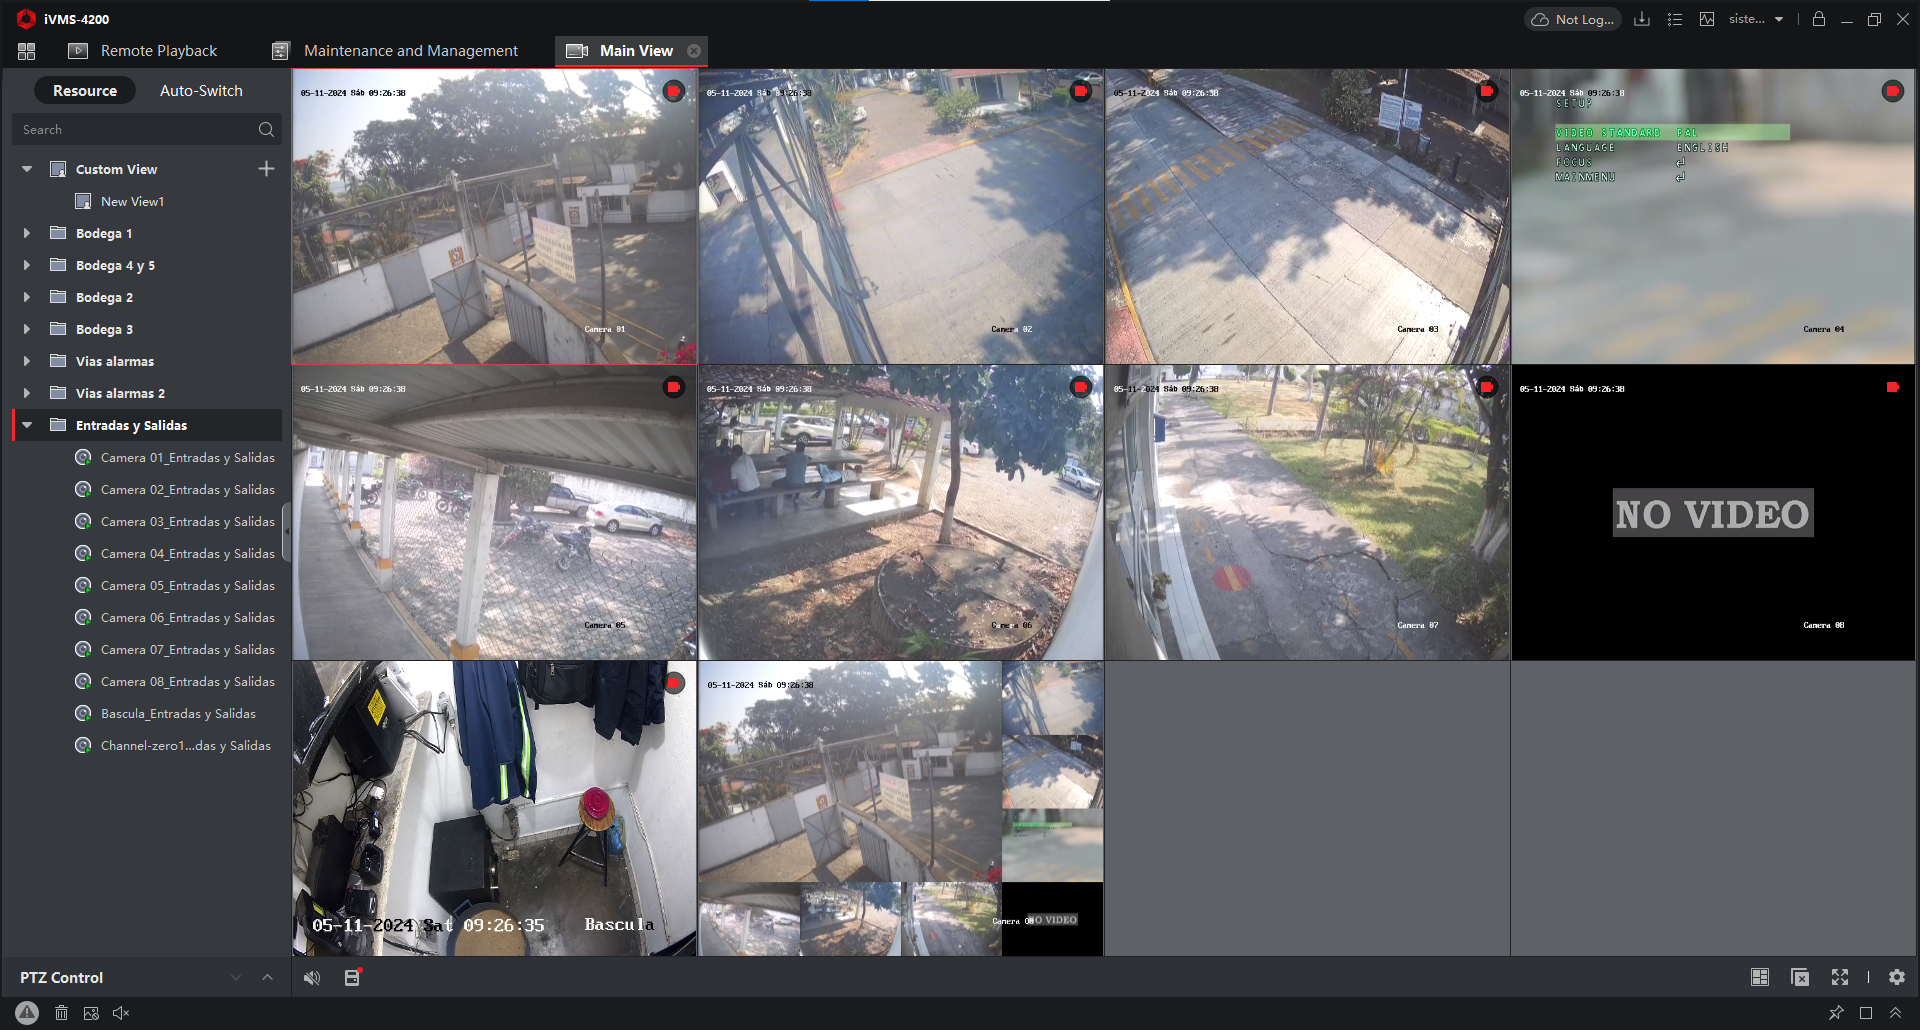 iVMS-4200
Not Log...
siste...
Remote Playback
Maintenance and Management
Main View
Resource
Auto-Switch
Search
Custom View
New View1
Bodega 1
Bodega 4 y 5
Bodega 2
Bodega 3
Vias alarmas
Vias alarmas 2
Entradas y Salidas
Camera 01_Entradas y Salidas
Camera 02_Entradas y Salidas
Camera 03_Entradas y Salidas
Camera 04_Entradas y Salidas
Camera 05_Entradas y Salidas
Camera 06_Entradas y Salidas
Camera 07_Entradas y Salidas
Camera 08_Entradas y Salidas
Bascula_Entradas y Salidas
Channel-zero1...das y Salidas
PTZ Control
05-11-2024 Sáb 09:26:38
Camera 01
05-11-2024 Sáb 09:26:38
Camera 02
05-11-2024 Sáb 09:26:38
Camera 03
05-11-2024 Sáb 09:26:38
SETUP
VIDEO STANDARD PAL
LANGUAGE ENGLISH
FOCUS ↵
MAINMENU ↵
Camera 04
05-11-2024 Sáb 09:26:38
Camera 05
05-11-2024 Sáb 09:26:38
Camera 06
05-11-2024 Sáb 09:26:38
Camera 07
05-11-2024 Sáb 09:26:38
NO VIDEO
Camera 08
05-11-2024 Sat 09:26:35
Bascula
05-11-2024 Sáb 09:26:38
Camera 0
NO VIDEO